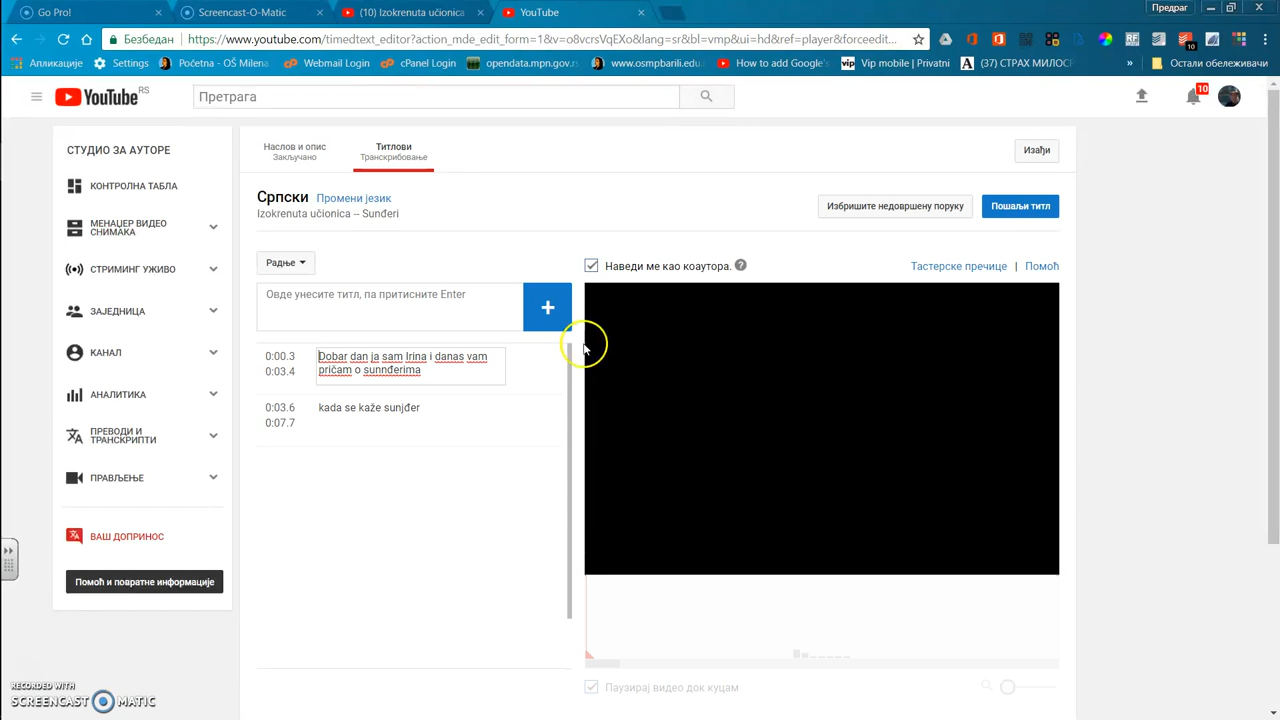 Go Pro!
Screencast-O-Matic
(10) Izokrenuta učionica
YouTube
Предраг
Безбедан
https://www.youtube.com/timedtext_editor?action_mde_edit_form=1&v=o8vcrsVqEXo&lang=sr&bl=vmp&ui=hd&ref=player&forceedit...
Апликације
Settings
Početna - OŠ Milena
Webmail Login
cPanel Login
opendata.mpn.gov.rs
www.osmpbarili.edu.
How to add Google's
vip Vip mobile | Privatni
A (37) СТРАХ МИЛОС
»
Остали обележивачи
YouTube RS
Претрага
10
СТУДИО ЗА АУТОРЕ
КОНТРОЛНА ТАБЛА
МЕНАЏЕР ВИДЕО
СНИМАКА
СТРИМИНГ УЖИВО
ЗАЈЕДНИЦА
КАНАЛ
АНАЛИТИКА
ПРЕВОДИ И
ТРАНСКРИПТИ
ПРАВЉЕЊЕ
ВАШ ДОПРИНОС
Помоћ и повратне информације
Наслов и опис
Закључано
Титлови
Транскрибовање
Изађи
Српски
Промени језик
Izokrenuta učionica -- Sunđeri
Избришите недовршену поруку
Пошаљи титл
Радње
Наведи ме као коаутора.
Тастерске пречице | Помоћ
Овде унесите титл, па притисните Enter
+
0:00.3
0:03.4
Dobar dan ja sam Irina i danas vam
pričam o sunnđerima
0:03.6
0:07.7
kada se kaže sunjđer
Паузирај видео док куцам
RECORDED WITH
SCREENCAST MATIC